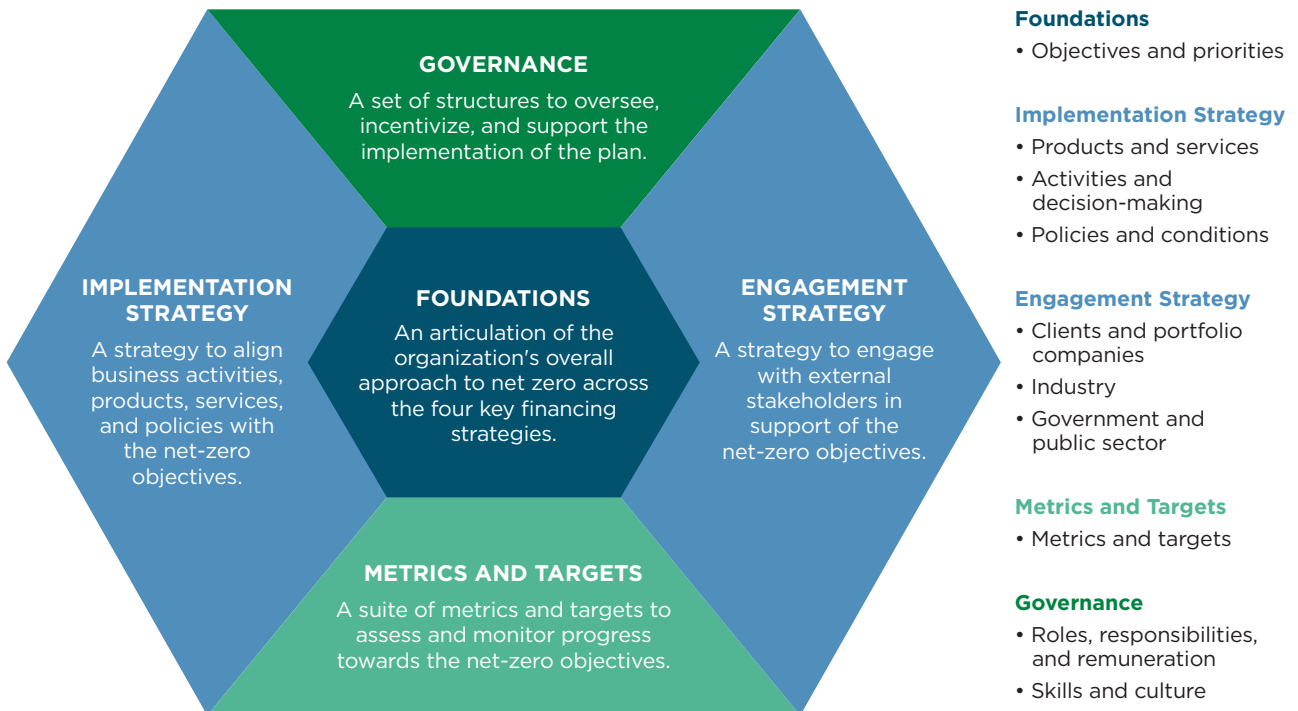 GOVERNANCE
A set of structures to oversee,
incentivize, and support the
implementation of the plan.
IMPLEMENTATION
STRATEGY
A strategy to align
business activities,
products, services,
and policies with
the net-zero
objectives.
FOUNDATIONS
An articulation of the
organization's overall
approach to net zero across
the four key financing
strategies.
ENGAGEMENT
STRATEGY
A strategy to engage
with external
stakeholders in
support of the
net-zero objectives.
METRICS AND TARGETS
A suite of metrics and targets to
assess and monitor progress
towards the net-zero objectives.
Foundations
• Objectives and priorities
Implementation Strategy
• Products and services
• Activities and
decision-making
• Policies and conditions
Engagement Strategy
• Clients and portfolio
companies
• Industry
• Government and
public sector
Metrics and Targets
• Metrics and targets
Governance
• Roles, responsibilities,
and remuneration
• Skills and culture